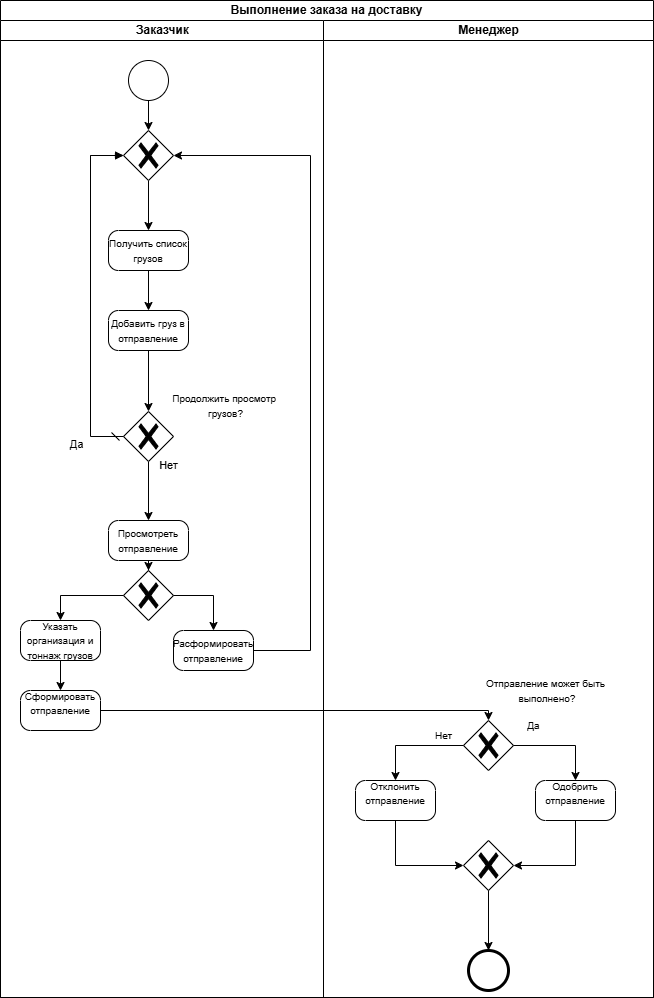 Выполнение заказа на доставку
Заказчик
Менеджер
Получить список
грузов
Добавить груз в
отправление
Продолжить просмотр
грузов?
Да
Нет
Просмотреть
отправление
Указать
организация и
тоннаж грузов
Расформировать
отправление
Сформировать
отправление
Отправление может быть
выполнено?
Нет
Да
Отклонить
отправление
Одобрить
отправление